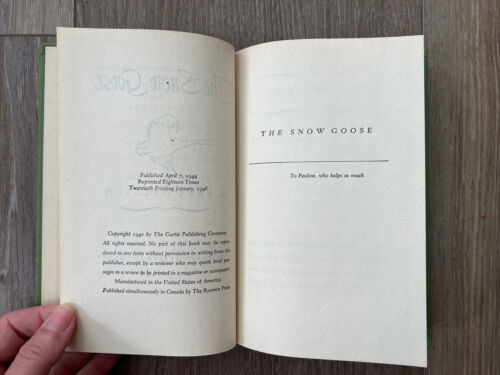 Published April 7, 1941
Reprinted Eighteen Times
Twentieth Printing January, 1946
Copyright 1940 by The Curtis Publishing Company
All rights reserved. No part of this book may be repro
duced in any form without permission in writing from the
publisher, except by a reviewer who may quote brief pas
sages in a review to be printed in a magazine or newspaper.
Manufactured in the United States of America
Published simultaneously in Canada by The Ryerson Press
The Snow Goose
THE SNOW GOOSE
To Pauline, who helps so much